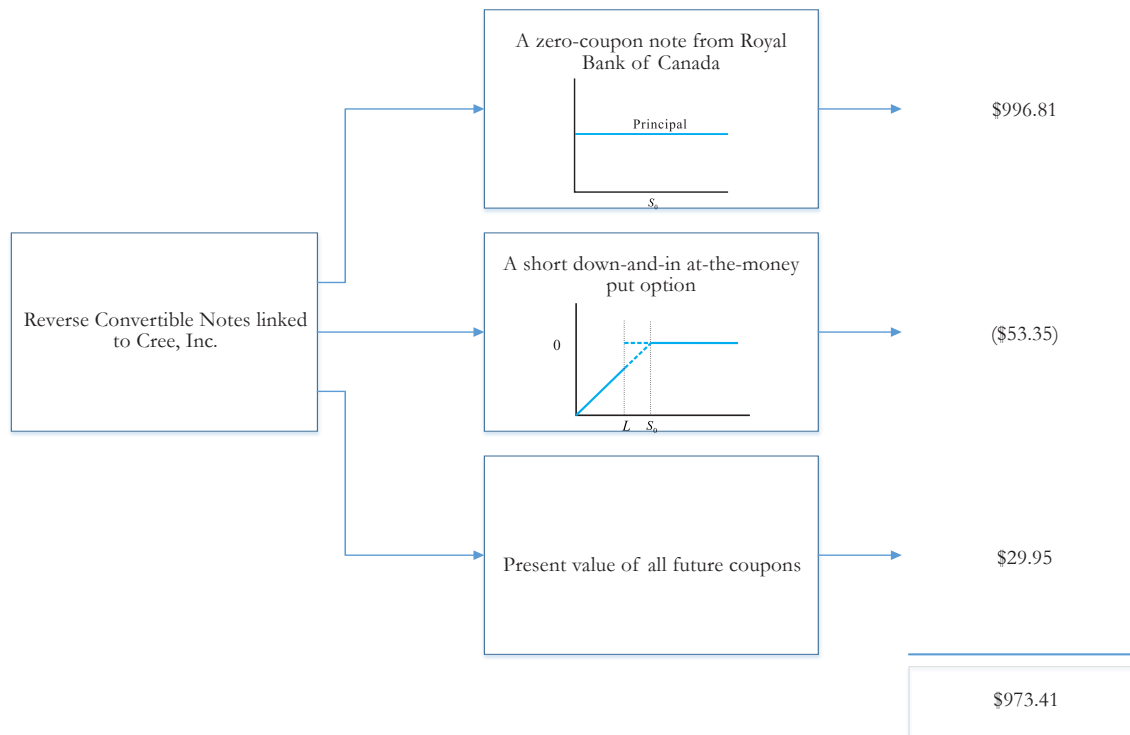 A zero-coupon note from Royal
Bank of Canada
Principal
S₀
$996.81
Reverse Convertible Notes linked
to Cree, Inc.
A short down-and-in at-the-money
put option
0
L S₀
($53.35)
Present value of all future coupons
$29.95
$973.41